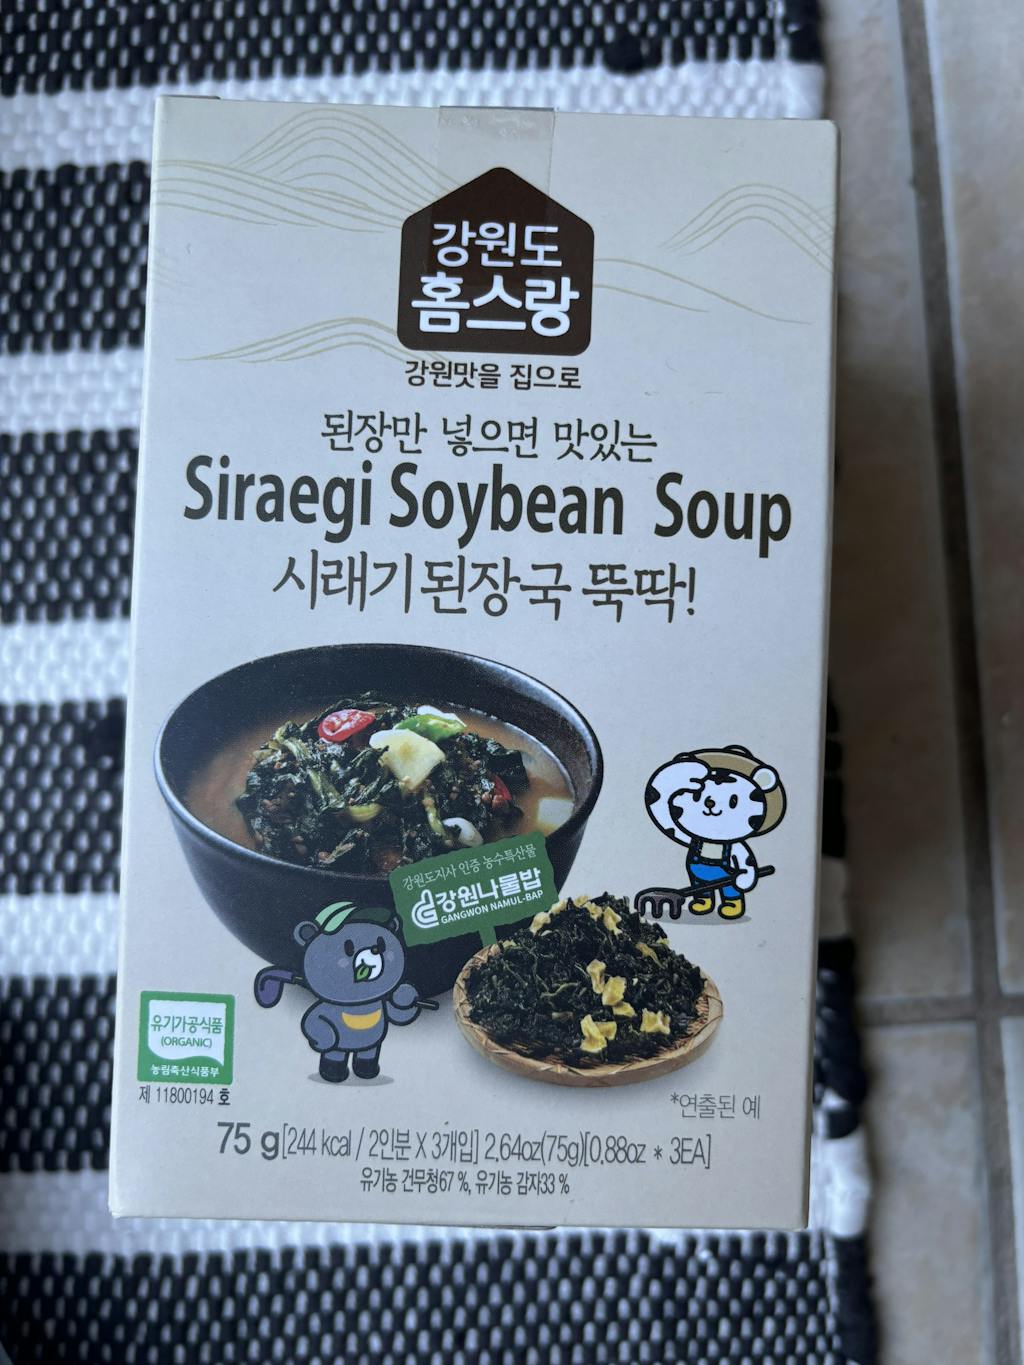 강원도
홈스랑
강원맛을 집으로
된장만 넣으면 맛있는
Siraegi Soybean Soup
시래기된장국 뚝딱!
강원도지사 인증 농수특산물
강원나물밥
GANGWON NAMUL-BAP
유기가공식품
(ORGANIC)
농림축산식품부
제 11800194 호
*연출된 예
75 g[244 kcal / 2인분 X 3개입] 2.64oz(75g)[0.88oz * 3EA]
유기농 건무청67 %, 유기농 감자33 %